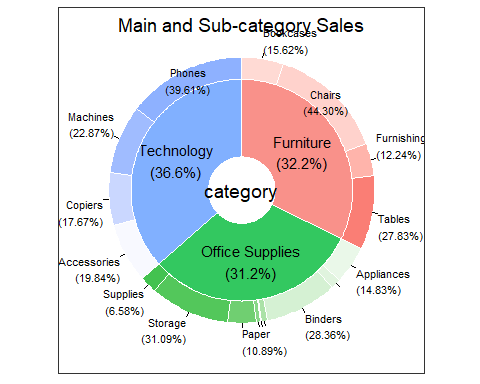 Main and Sub-category Sales
Bookcases
(15.62%)
Phones
(39.61%)
Chairs
(44.30%)
Machines
(22.87%)
Furnishing
(12.24%)
Technology
(36.6%)
Furniture
(32.2%)
category
Copiers
(17.67%)
Tables
(27.83%)
Office Supplies
(31.2%)
Accessories
(19.84%)
Appliances
(14.83%)
Supplies
(6.58%)
Storage
(31.09%)
Paper
(10.89%)
Binders
(28.36%)